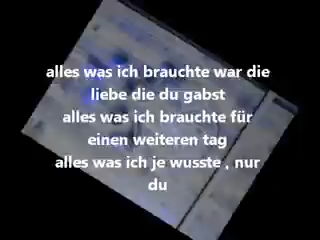 alles was ich brauchte war die
liebe die du gabst
alles was ich brauchte für
einen weiteren tag
alles was ich je wusste , nur
du